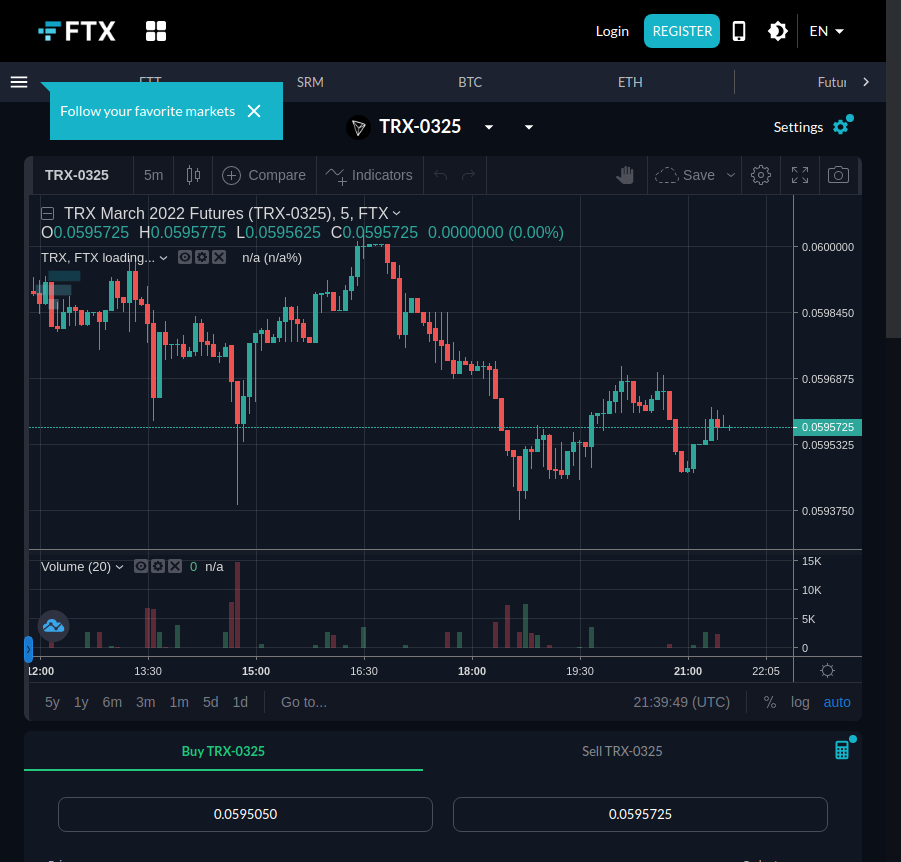 FTX
Login
REGISTER
EN
FTT
SRM
BTC
ETH
Futur
Follow your favorite markets
TRX-0325
Settings
TRX-0325
5m
Compare
Indicators
Save
TRX March 2022 Futures (TRX-0325), 5, FTX
O0.0595725 H0.0595775 L0.0595625 C0.0595725 0.0000000 (0.00%)
TRX, FTX loading... n/a (n/a%)
0.0600000
0.0598450
0.0596875
0.0595725
0.0595325
0.0593750
Volume (20) 0 n/a
15K
10K
5K
0
12:00 13:30 15:00 16:30 18:00 19:30 21:00 22:05
5y 1y 6m 3m 1m 5d 1d Go to... 21:39:49 (UTC) % log auto
Buy TRX-0325
Sell TRX-0325
0.0595050
0.0595725